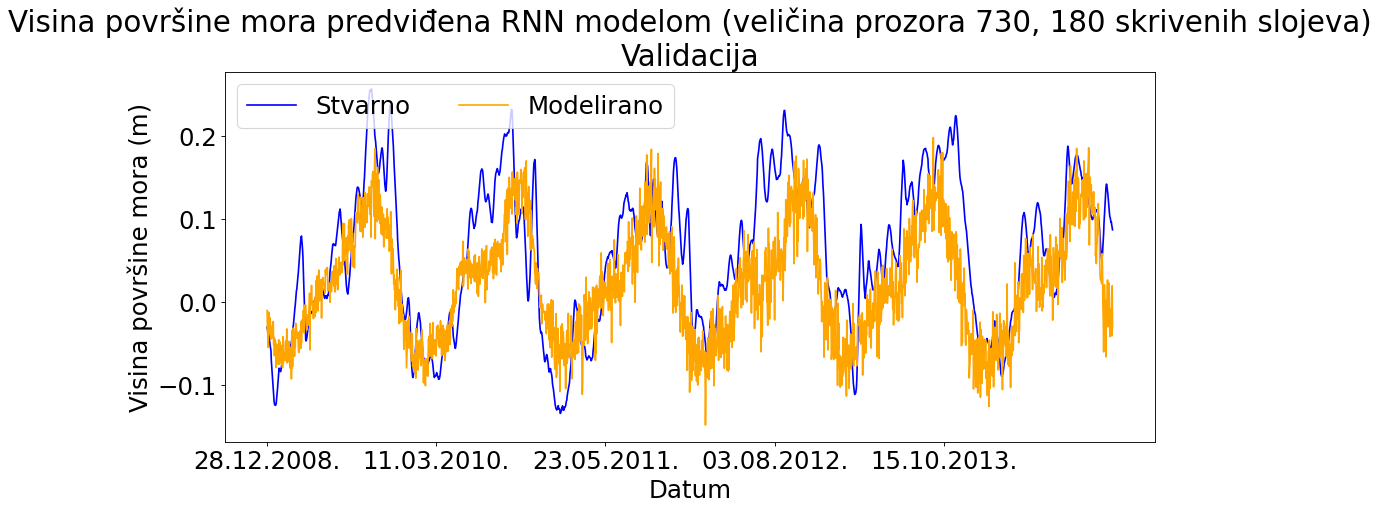 Visina površine mora predviđena RNN modelom (veličina prozora 730, 180 skrivenih slojeva)
Validacija
Stvarno
Modelirano
Visina površine mora (m)
0.2
0.1
0.0
−0.1
28.12.2008.
11.03.2010.
23.05.2011.
03.08.2012.
15.10.2013.
Datum